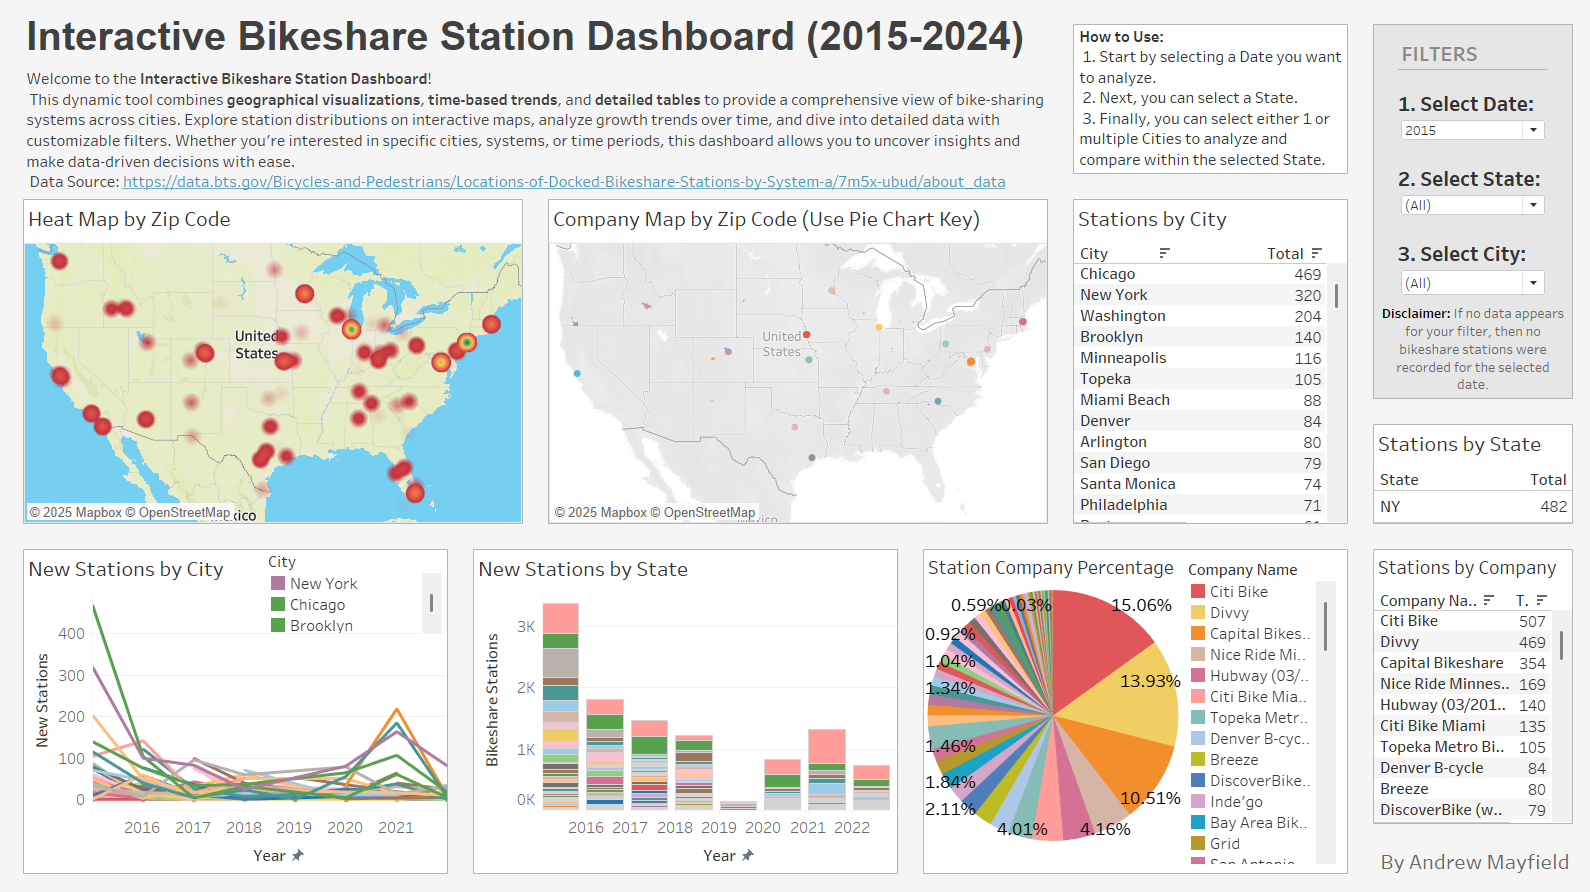 Interactive Bikeshare Station Dashboard (2015-2024)
Welcome to the Interactive Bikeshare Station Dashboard!
This dynamic tool combines geographical visualizations, time-based trends, and detailed tables to provide a comprehensive view of bike-sharing
systems across cities. Explore station distributions on interactive maps, analyze growth trends over time, and dive into detailed data with
customizable filters. Whether you're interested in specific cities, systems, or time periods, this dashboard allows you to uncover insights and
make data-driven decisions with ease.
Data Source: https://data.bts.gov/Bicycles-and-Pedestrians/Locations-of-Docked-Bikeshare-Stations-by-System-a/7m5x-ubud/about_data
How to Use:
1. Start by selecting a Date you want
to analyze.
2. Next, you can select a State.
3. Finally, you can select either 1 or
multiple Cities to analyze and
compare within the selected State.
FILTERS
1. Select Date:
2015
2. Select State:
(All)
3. Select City:
(All)
Disclaimer: If no data appears
for your filter, then no
bikeshare stations were
recorded for the selected
date.
Heat Map by Zip Code
United
States
© 2025 Mapbox © OpenStreetMap
Mexico
Company Map by Zip Code (Use Pie Chart Key)
United
States
© 2025 Mapbox © OpenStreetMap
Mexico
Stations by City
City Total
Chicago 469
New York 320
Washington 204
Brooklyn 140
Minneapolis 116
Topeka 105
Miami Beach 88
Denver 84
Arlington 80
San Diego 79
Santa Monica 74
Philadelphia 71
Stations by State
State Total
NY 482
New Stations by City
City
New York
Chicago
Brooklyn
New Stations
400
300
200
100
0
2016 2017 2018 2019 2020 2021
Year
New Stations by State
Bikeshare Stations
3K
2K
1K
0K
2016 2017 2018 2019 2020 2021 2022
Year
Station Company Percentage
15.06%
13.93%
10.51%
4.16%
4.01%
2.11%
1.84%
1.46%
1.34%
1.04%
0.92%
0.59%
0.03%
Company Name
Citi Bike
Divvy
Capital Bikes..
Nice Ride Mi..
Hubway (03/..
Citi Bike Mia..
Topeka Metr..
Denver B-cyc..
Breeze
DiscoverBike..
Inde'go
Bay Area Bik..
Grid
San Antonio
Stations by Company
Company Na.. T.
Citi Bike 507
Divvy 469
Capital Bikeshare 354
Nice Ride Minnes.. 169
Hubway (03/201.. 140
Citi Bike Miami 135
Topeka Metro Bi.. 105
Denver B-cycle 84
Breeze 80
DiscoverBike (w.. 79
By Andrew Mayfield